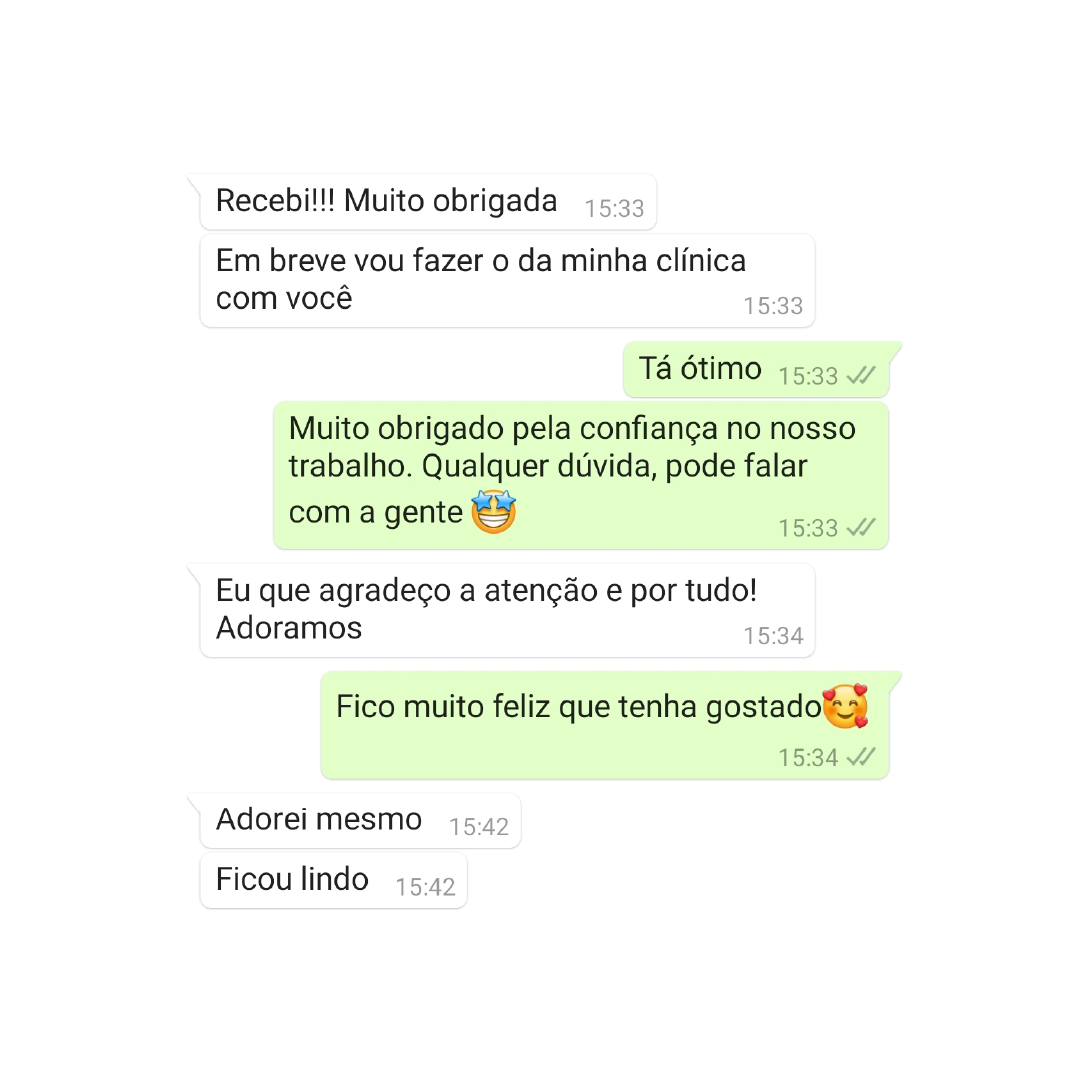 Recebi!!! Muito obrigada 15:33
Em breve vou fazer o da minha clínica
com você 15:33
Tá ótimo 15:33
Muito obrigado pela confiança no nosso
trabalho. Qualquer dúvida, pode falar
com a gente 🤩 15:33
Eu que agradeço a atenção e por tudo!
Adoramos 15:34
Fico muito feliz que tenha gostado🥰
15:34
Adorei mesmo 15:42
Ficou lindo 15:42